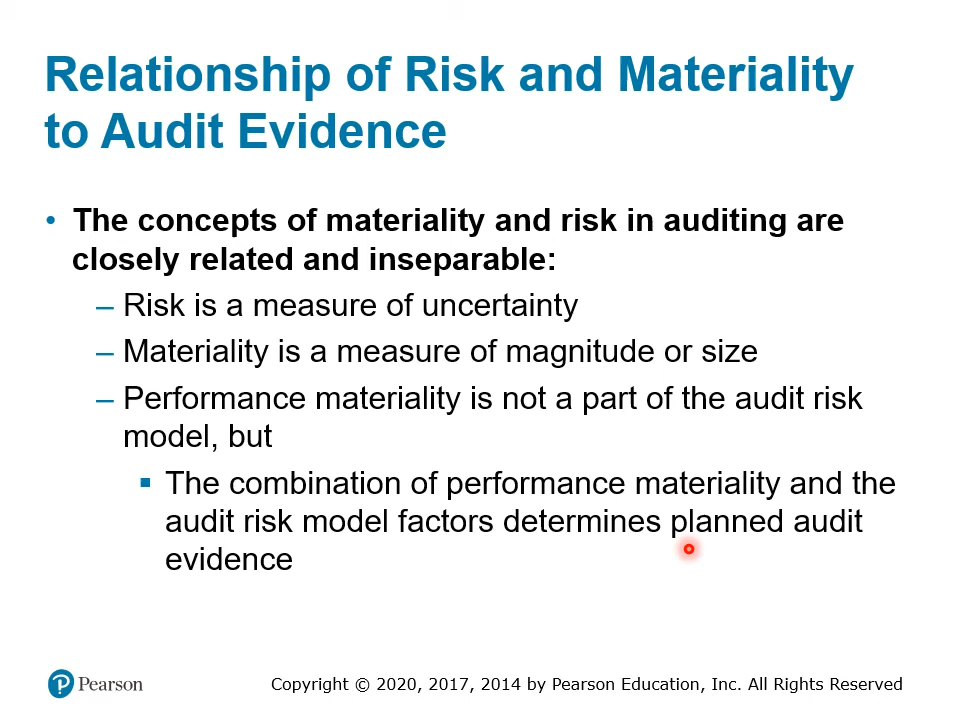 Relationship of Risk and Materiality
to Audit Evidence
• The concepts of materiality and risk in auditing are
closely related and inseparable:
– Risk is a measure of uncertainty
– Materiality is a measure of magnitude or size
– Performance materiality is not a part of the audit risk
model, but
▪ The combination of performance materiality and the
audit risk model factors determines planned audit
evidence
Pearson
Copyright © 2020, 2017, 2014 by Pearson Education, Inc. All Rights Reserved